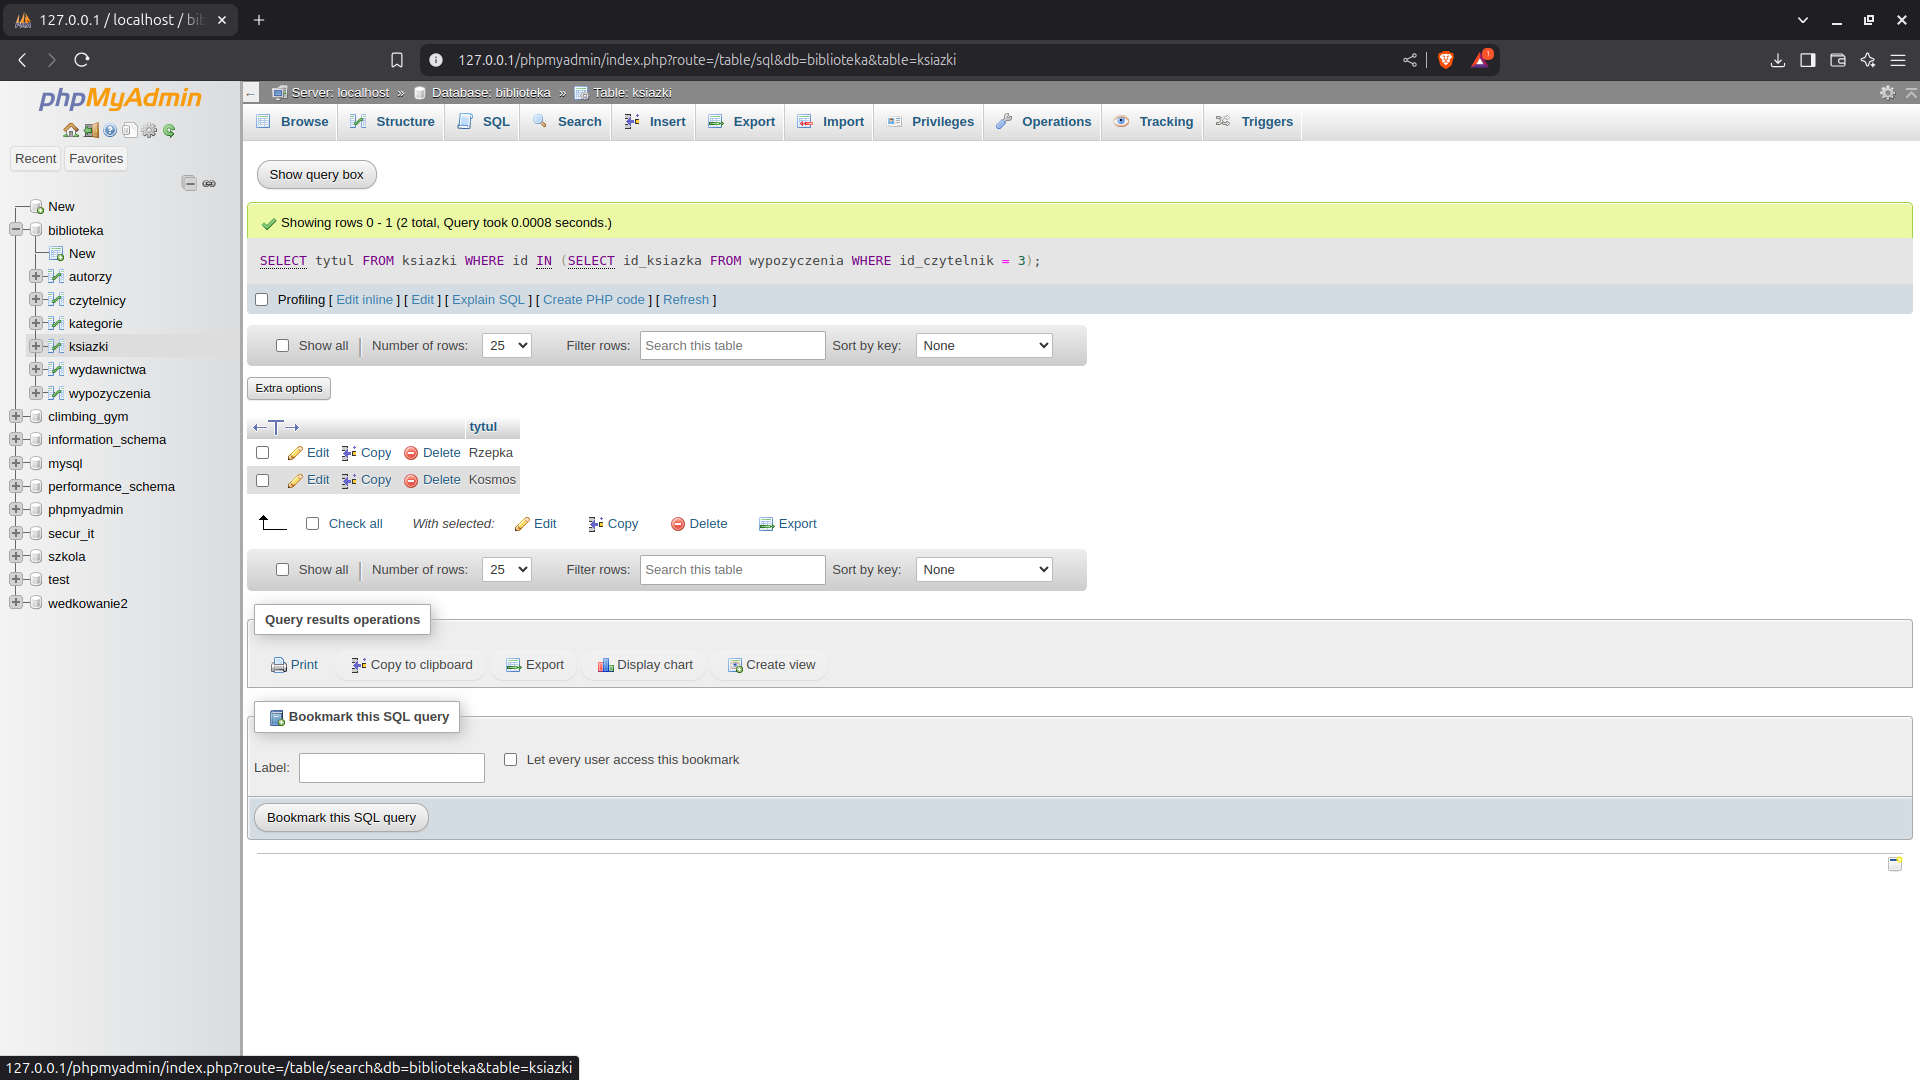 127.0.0.1 / localhost / bi
127.0.0.1/phpmyadmin/index.php?route=/table/sql&db=biblioteka&table=ksiazki
1
phpMyAdmin
Recent
Favorites
New
biblioteka
New
autorzy
czytelnicy
kategorie
ksiazki
wydawnictwa
wypozyczenia
climbing_gym
information_schema
mysql
performance_schema
phpmyadmin
secur_it
szkola
test
wedkowanie2
Server: localhost » Database: biblioteka » Table: ksiazki
Browse Structure SQL Search Insert Export Import Privileges Operations Tracking Triggers
Show query box
Showing rows 0 - 1 (2 total, Query took 0.0008 seconds.)
SELECT tytul FROM ksiazki WHERE id IN (SELECT id_ksiazka FROM wypozyczenia WHERE id_czytelnik = 3);
Profiling [ Edit inline ] [ Edit ] [ Explain SQL ] [ Create PHP code ] [ Refresh ]
Show all Number of rows: 25 Filter rows: Search this table Sort by key: None
Extra options
←T→ tytul
Edit Copy Delete Rzepka
Edit Copy Delete Kosmos
Check all With selected: Edit Copy Delete Export
Show all Number of rows: 25 Filter rows: Search this table Sort by key: None
Query results operations
Print Copy to clipboard Export Display chart Create view
Bookmark this SQL query
Label: Let every user access this bookmark
Bookmark this SQL query
127.0.0.1/phpmyadmin/index.php?route=/table/search&db=biblioteka&table=ksiazki